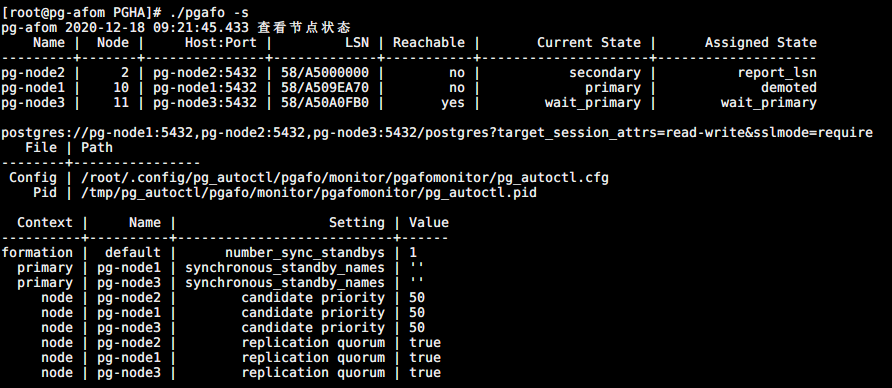 [root@pg-afom PGHA]# ./pgafo -s
pg-afom 2020-12-18 09:21:45.433 查看节点状态
    Name |  Node |      Host:Port |         LSN | Reachable |       Current State |      Assigned State
---------+-------+----------------+-------------+-----------+---------------------+--------------------
pg-node2 |     2 |  pg-node2:5432 | 58/A5000000 |        no |           secondary |          report_lsn
pg-node1 |    10 |  pg-node1:5432 | 58/A509EA70 |        no |             primary |             demoted
pg-node3 |    11 |  pg-node3:5432 | 58/A50A0FB0 |       yes |        wait_primary |        wait_primary
postgres://pg-node1:5432,pg-node2:5432,pg-node3:5432/postgres?target_session_attrs=read-write&sslmode=require
   File | Path
--------+----------------
 Config | /root/.config/pg_autoctl/pgafo/monitor/pgafomonitor/pg_autoctl.cfg
    Pid | /tmp/pg_autoctl/pgafo/monitor/pgafomonitor/pg_autoctl.pid
  Context |     Name |                   Setting | Value
----------+----------+---------------------------+------
formation |  default |      number_sync_standbys | 1
  primary | pg-node1 | synchronous_standby_names | ''
  primary | pg-node3 | synchronous_standby_names | ''
     node | pg-node2 |        candidate priority | 50
     node | pg-node1 |        candidate priority | 50
     node | pg-node3 |        candidate priority | 50
     node | pg-node2 |        replication quorum | true
     node | pg-node1 |        replication quorum | true
     node | pg-node3 |        replication quorum | true